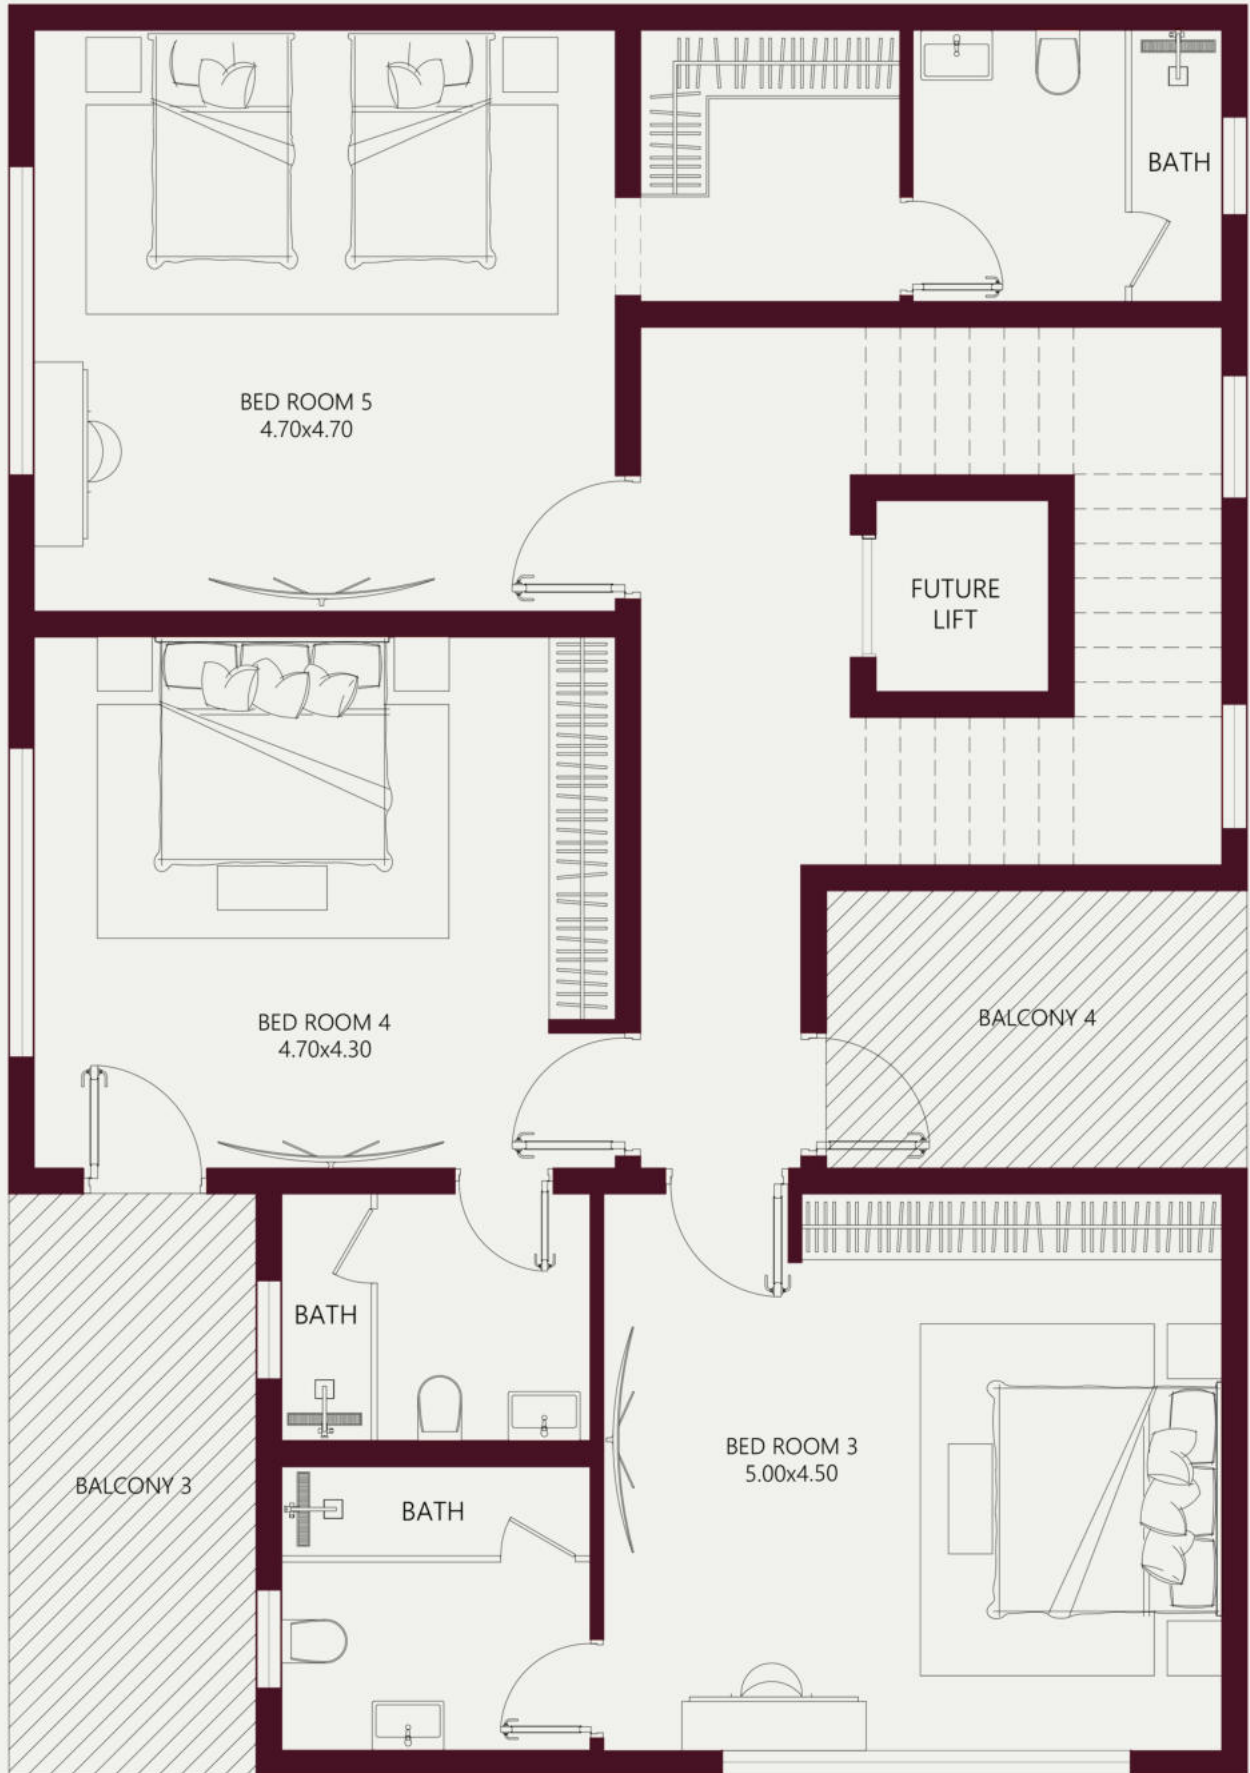 BATH
BED ROOM 5
4.70x4.70
FUTURE
LIFT
BED ROOM 4
4.70x4.30
BALCONY 4
BATH
BED ROOM 3
5.00x4.50
BALCONY 3
BATH